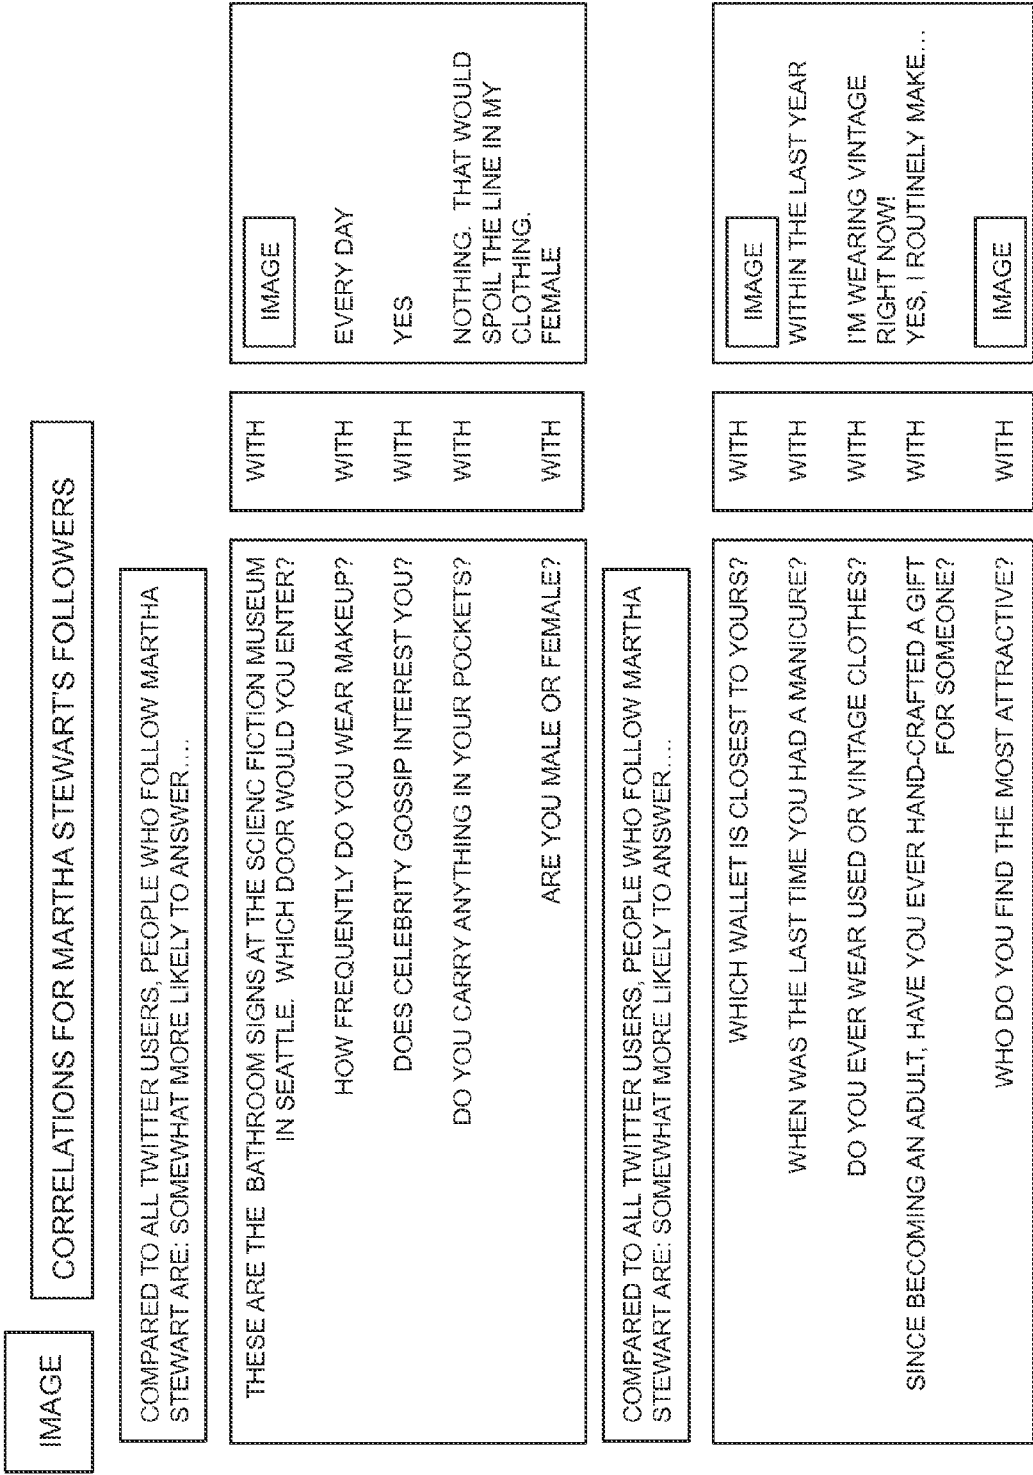 IMAGE
CORRELATIONS FOR MARTHA STEWART'S FOLLOWERS
COMPARED TO ALL TWITTER USERS, PEOPLE WHO FOLLOW MARTHA
STEWART ARE: SOMEWHAT MORE LIKELY TO ANSWER...
THESE ARE THE BATHROOM SIGNS AT THE SCIENC FICTION MUSEUM
IN SEATTLE. WHICH DOOR WOULD YOU ENTER?
WITH
IMAGE
HOW FREQUENTLY DO YOU WEAR MAKEUP?
WITH
EVERY DAY
DOES CELEBRITY GOSSIP INTEREST YOU?
WITH
YES
DO YOU CARRY ANYTHING IN YOUR POCKETS?
WITH
NOTHING. THAT WOULD
SPOIL THE LINE IN MY
CLOTHING.
ARE YOU MALE OR FEMALE?
WITH
FEMALE
COMPARED TO ALL TWITTER USERS, PEOPLE WHO FOLLOW MARTHA
STEWART ARE: SOMEWHAT MORE LIKELY TO ANSWER...
WHICH WALLET IS CLOSEST TO YOURS?
WITH
IMAGE
WHEN WAS THE LAST TIME YOU HAD A MANICURE?
WITH
WITHIN THE LAST YEAR
DO YOU EVER WEAR USED OR VINTAGE CLOTHES?
WITH
I'M WEARING VINTAGE
RIGHT NOW!
SINCE BECOMING AN ADULT, HAVE YOU EVER HAND-CRAFTED A GIFT
FOR SOMEONE?
WITH
YES, I ROUTINELY MAKE...
WHO DO YOU FIND THE MOST ATTRACTIVE?
WITH
IMAGE